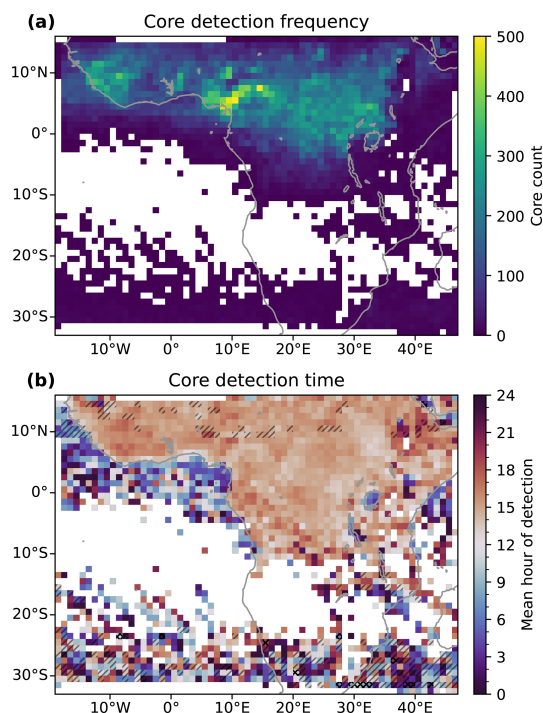 (a) Core detection frequency
10°N
0°
10°S
20°S
30°S
10°W 0° 10°E 20°E 30°E 40°E
500
400
300
200
100
0
Core count
(b) Core detection time
10°N
0°
10°S
20°S
30°S
10°W 0° 10°E 20°E 30°E 40°E
24
21
18
15
12
9
6
3
0
Mean hour of detection